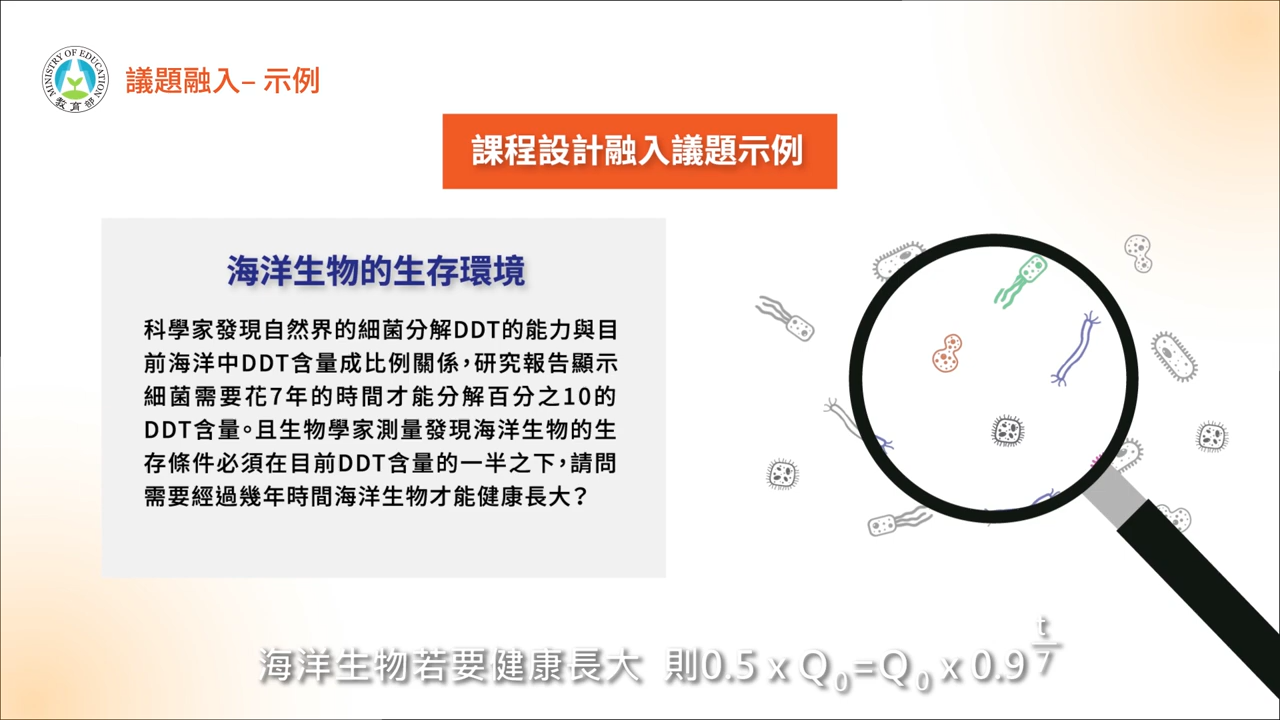 MINISTRY OF EDUCATION
教育部
議題融入– 示例
課程設計融入議題示例
海洋生物的生存環境
科學家發現自然界的細菌分解DDT的能力與目
前海洋中DDT含量成比例關係，研究報告顯示
細菌需要花7年的時間才能分解百分之10的
DDT含量。且生物學家測量發現海洋生物的生
存條件必須在目前DDT含量的一半之下，請問
需要經過幾年時間海洋生物才能健康長大？
海洋生物若要健康長大 則0.5 x Q₀=Q₀ x 0.9^(t/7)